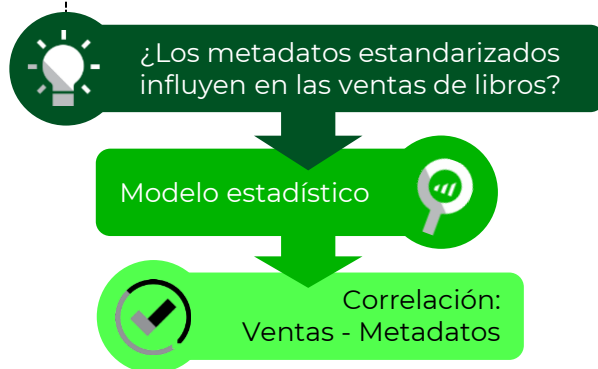 ¿Los metadatos estandarizados
influyen en las ventas de libros?
Modelo estadístico
Correlación:
Ventas - Metadatos